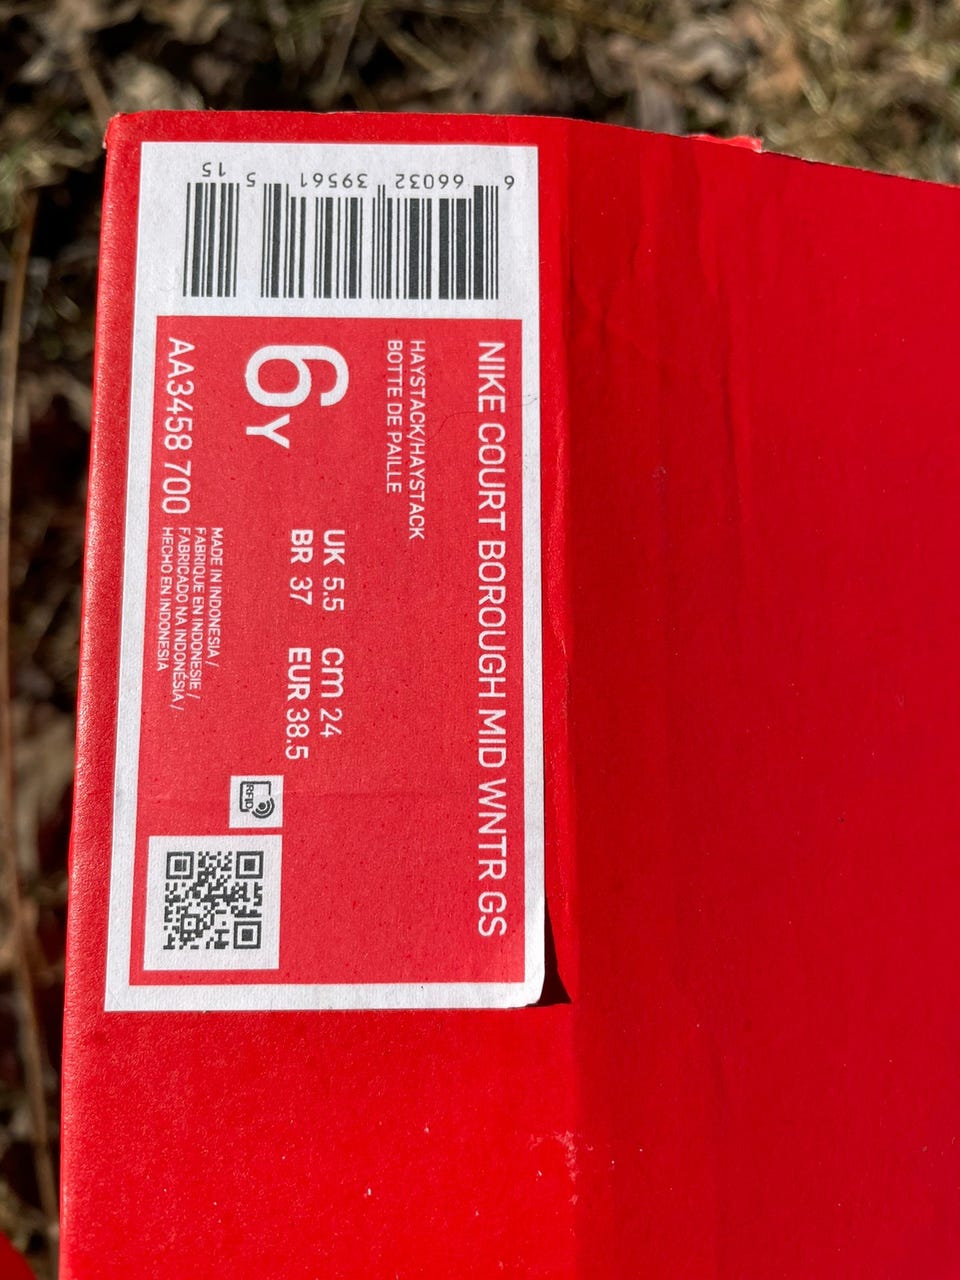 6 66032 39561 5 15
NIKE COURT BOROUGH MID WNTR GS
HAYSTACK/HAYSTACK
BOTTE DE PAILLE
6Y
UK 5.5 cm 24
BR 37 EUR 38.5
AA3458 700
MADE IN INDONESIA /
FABRIQUE EN INDONESIE /
FABRICADO NA INDONÉSIA /
HECHO EN INDONESIA
RFID